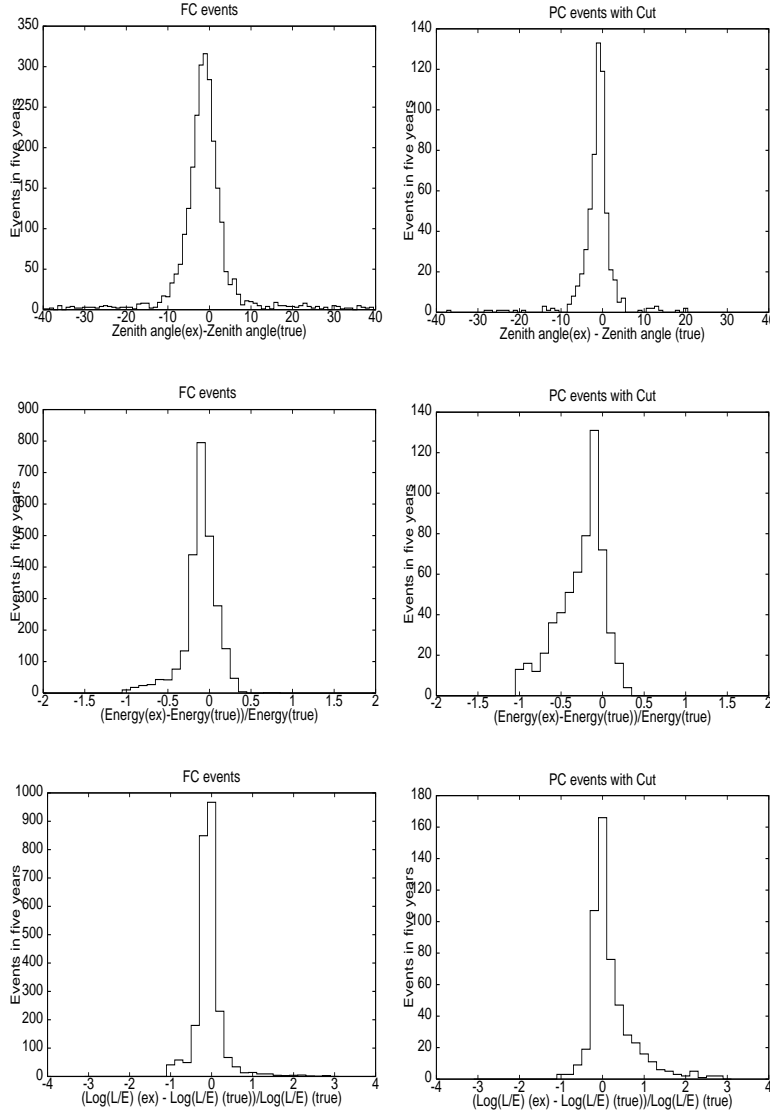 FC events
350
300
250
200
150
100
50
0
Events in five years
-40 -30 -20 -10 0 10 20 30 40
Zenith angle(ex)-Zenith angle(true)
PC events with Cut
140
120
100
80
60
40
20
0
Events in five years
-40 -30 -20 -10 0 10 20 30 40
Zenith angle(ex) - Zenith angle (true)
FC events
900
800
700
600
500
400
300
200
100
0
Events in five years
-2 -1.5 -1 -0.5 0 0.5 1 1.5 2
(Energy(ex)-Energy(true))/Energy(true)
PC events with Cut
140
120
100
80
60
40
20
0
Events in five years
-2 -1.5 -1 -0.5 0 0.5 1 1.5 2
(Energy(ex)-Energy(true))/Energy(true)
FC events
1000
900
800
700
600
500
400
300
200
100
0
Events in five years
-4 -3 -2 -1 0 1 2 3 4
(Log(L/E) (ex) - Log(L/E) (true))/Log(L/E) (true)
PC events with Cut
180
160
140
120
100
80
60
40
20
0
Events in five years
-4 -3 -2 -1 0 1 2 3 4
(Log(L/E) (ex) - Log(L/E) (true))/Log(L/E) (true)